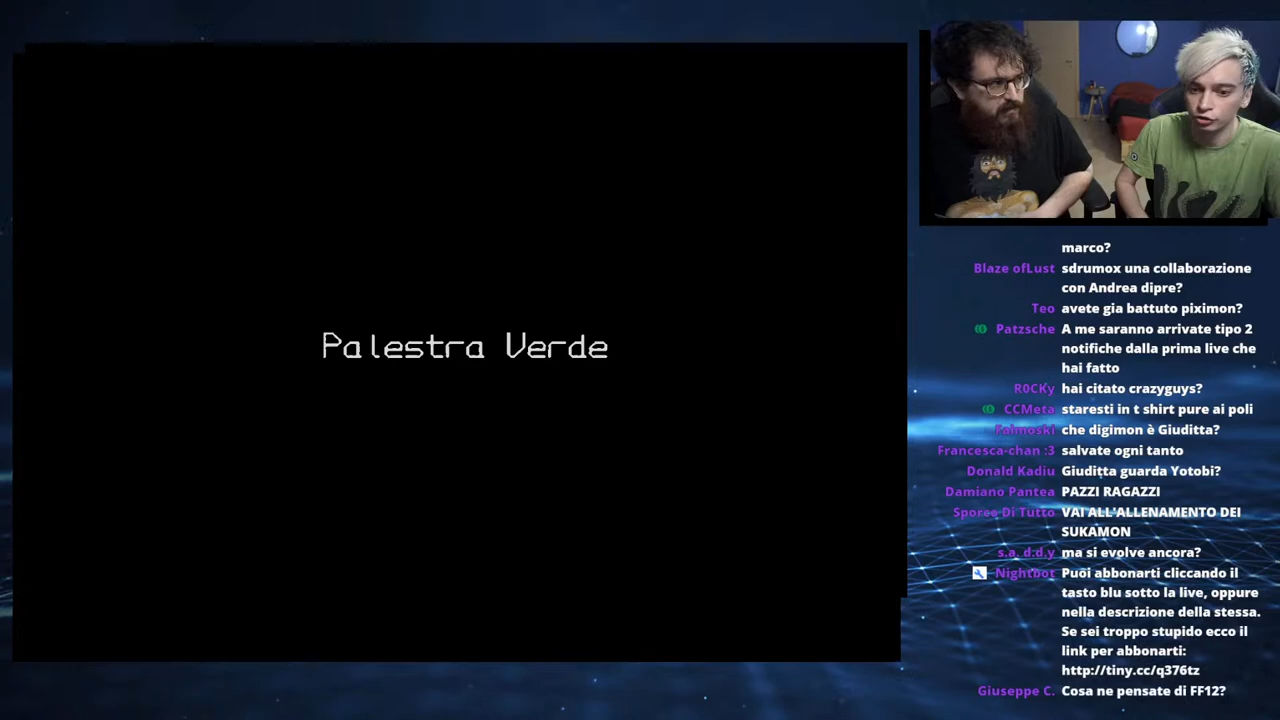 Palestra Verde
marco?
Blaze ofLust sdrumox una collaborazione
con Andrea dipre?
Teo avete gia battuto piximon?
Patzsche A me saranno arrivate tipo 2
notifiche dalla prima live che
hai fatto
R0CKy hai citato crazyguys?
CCMeta staresti in t shirt pure ai poli
Falmoski che digimon è Giuditta?
Francesca-chan :3 salvate ogni tanto
Donald Kadiu Giuditta guarda Yotobi?
Damiano Pantea PAZZI RAGAZZI
Sporco Di Tutto VAI ALL'ALLENAMENTO DEI
SUKAMON
s.a. d:d.y ma si evolve ancora?
Nightbot Puoi abbonarti cliccando il
tasto blu sotto la live, oppure
nella descrizione della stessa.
Se sei troppo stupido ecco il
link per abbonarti:
http://tiny.cc/q376tz
Giuseppe C. Cosa ne pensate di FF12?